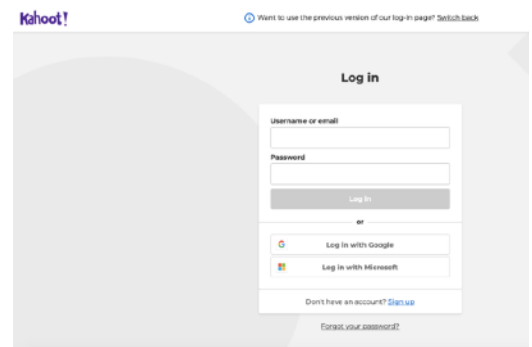 Kahoot!
Want to use the previous version of our log-in page? Switch back
Log in
Username or email
Password
Log in
or
Log in with Google
Log in with Microsoft
Don't have an account? Sign up
Forgot your password?